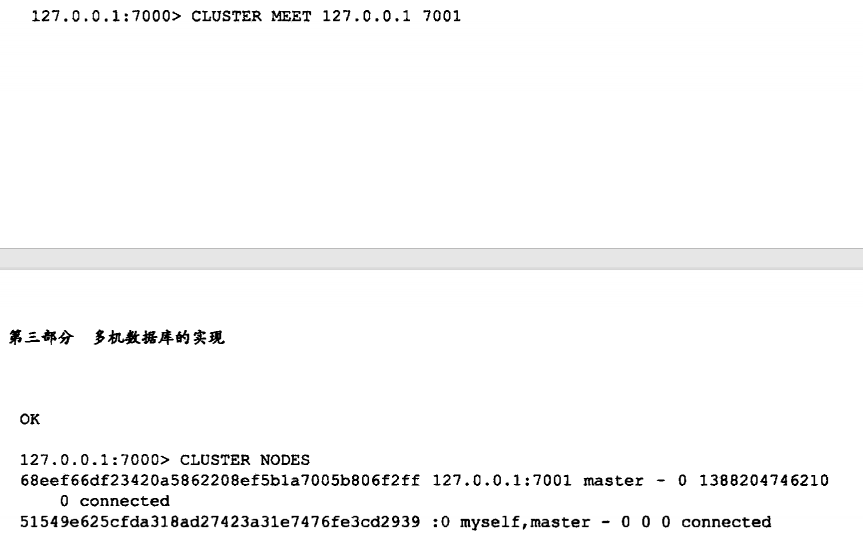 127.0.0.1:7000> CLUSTER MEET 127.0.0.1 7001
第三部分 多机数据库的实现
OK
127.0.0.1:7000> CLUSTER NODES
68eef66df23420a5862208ef5b1a7005b806f2ff 127.0.0.1:7001 master - 0 1388204746210
0 connected
51549e625cfda318ad27423a31e7476fe3cd2939 :0 myself,master - 0 0 0 connected